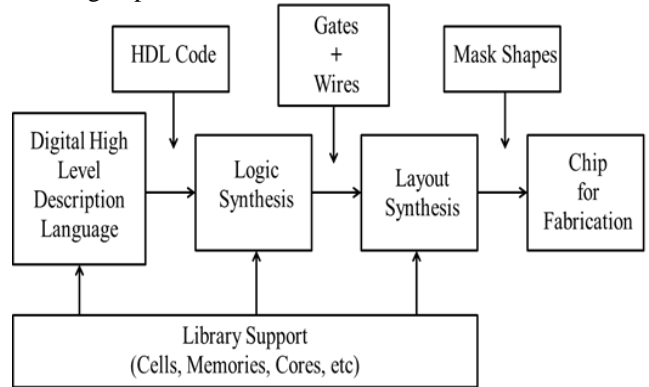 HDL Code
Gates
+
Wires
Mask Shapes
Digital High
Level
Description
Language
Logic
Synthesis
Layout
Synthesis
Chip
for
Fabrication
Library Support
(Cells, Memories, Cores, etc)